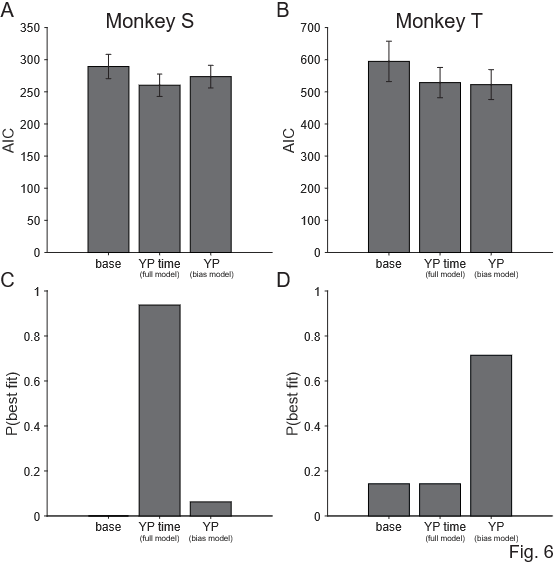 A
Monkey S
B
Monkey T
350
300
250
200
150
100
50
0
AIC
base
YP time
(full model)
YP
(bias model)
700
600
500
400
300
200
100
0
AIC
base
YP time
(full model)
YP
(bias model)
C
1
0.8
0.6
0.4
0.2
0
P(best fit)
base
YP time
(full model)
YP
(bias model)
D
1
0.8
0.6
0.4
0.2
0
P(best fit)
base
YP time
(full model)
YP
(bias model)
Fig. 6